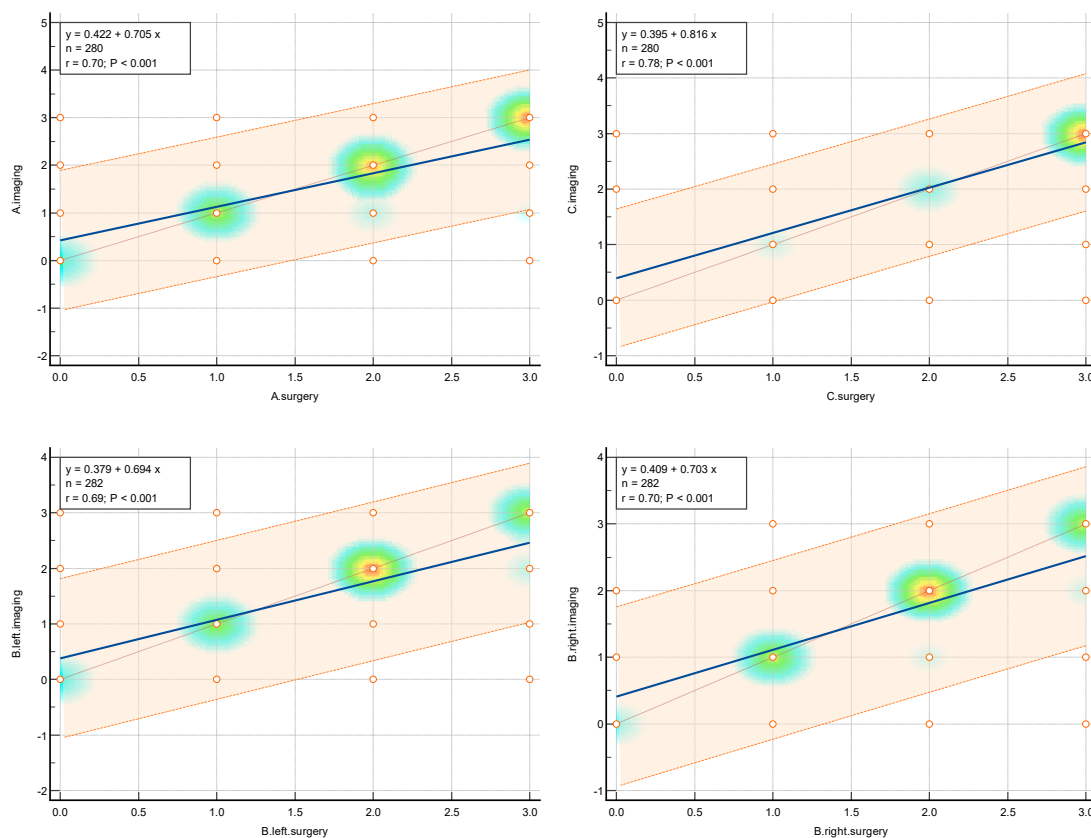 y = 0.422 + 0.705 x
n = 280
r = 0.70; P < 0.001
5
4
3
2
1
0
-1
-2
A.imaging
0.0 0.5 1.0 1.5 2.0 2.5 3.0
A.surgery
y = 0.395 + 0.816 x
n = 280
r = 0.78; P < 0.001
5
4
3
2
1
0
-1
C.imaging
0.0 0.5 1.0 1.5 2.0 2.5 3.0
C.surgery
y = 0.379 + 0.694 x
n = 282
r = 0.69; P < 0.001
4
3
2
1
0
-1
-2
B.left.imaging
0.0 0.5 1.0 1.5 2.0 2.5 3.0
B.left.surgery
y = 0.409 + 0.703 x
n = 282
r = 0.70; P < 0.001
4
3
2
1
0
-1
B.right.imaging
0.0 0.5 1.0 1.5 2.0 2.5 3.0
B.right.surgery